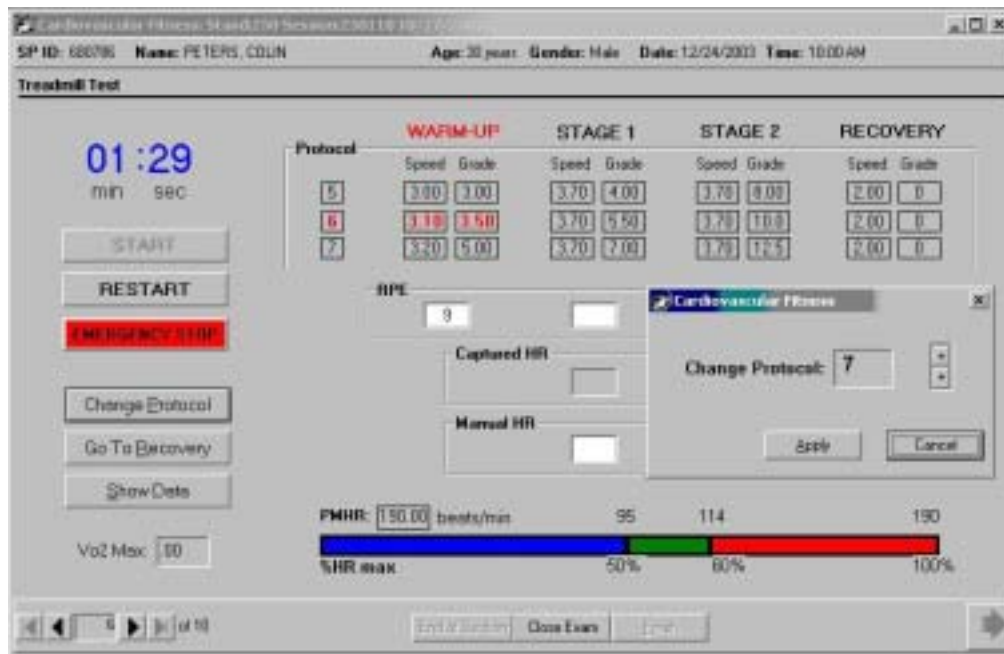 Cardiovascular Fitness: Stand:
SP ID: 680786 Name: PETERS, COLIN Age: 30 years Gender: Male Date: 12/24/2003 Time: 10:00 AM
Treadmill Test
WARM-UP STAGE 1 STAGE 2 RECOVERY
Protocol
Speed Grade Speed Grade Speed Grade Speed Grade
5 3.00 3.00 3.70 4.00 3.70 8.00 2.00 0
6 3.10 3.50 3.70 5.50 3.70 10.0 2.00 0
7 3.20 5.00 3.70 7.00 3.70 12.5 2.00 0
01 :29
min sec
START
RESTART
EMERGENCY STOP
Change Protocol
Go To Recovery
Show Data
Vo2 Max: .00
RPE
9
Captured HR
Manual HR
Cardiovascular Fitness
Change Protocol: 7
Apply Cancel
PMHR: 190.00 beats/min 95 114 190
%HR max 50% 60% 100%
6 of 10
Close Exam Finish